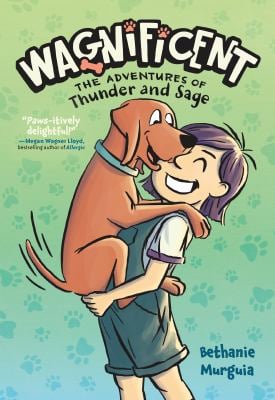 WAGNIFICENT
THE ADVENTURES OF
Thunder and Sage
"Paws-itively
delightful!"
—Megan Wagner Lloyd,
bestselling author of Allergic
Bethanie
Murguia